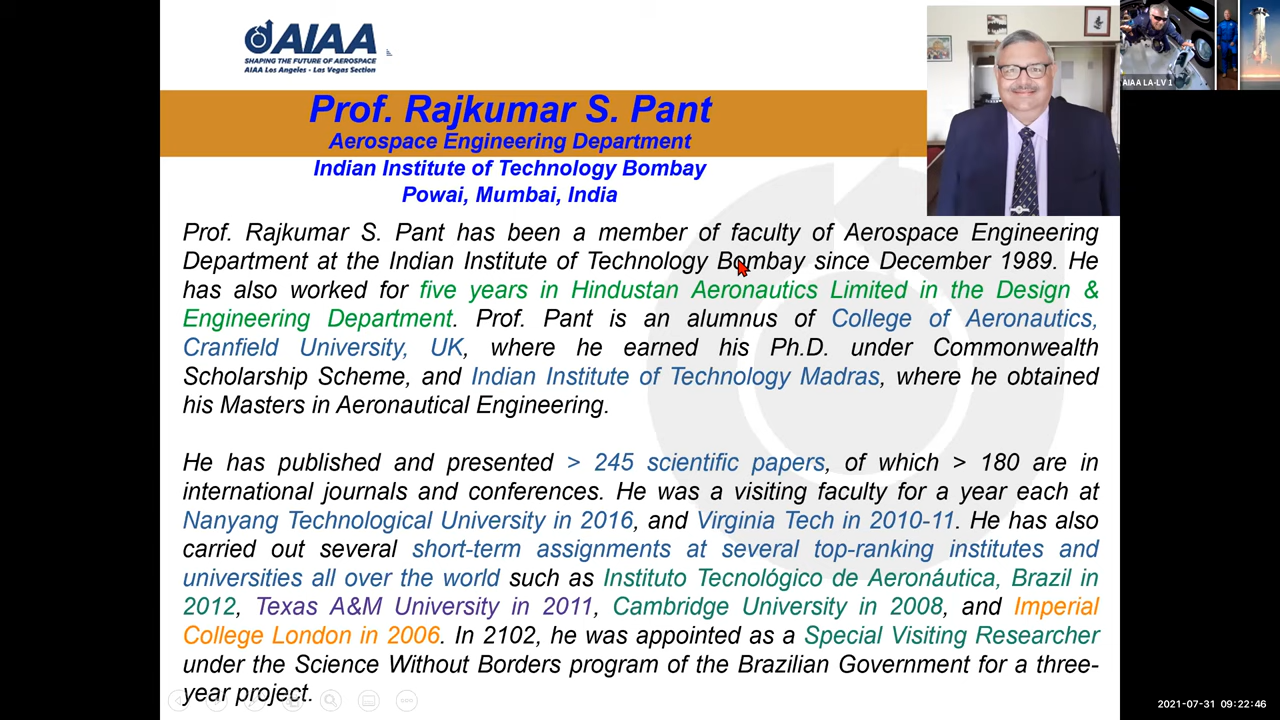 AIAA
SHAPING THE FUTURE OF AEROSPACE
AIAA Los Angeles - Las Vegas Section
AIAA LA-LV 1
Prof. Rajkumar S. Pant
Aerospace Engineering Department
Indian Institute of Technology Bombay
Powai, Mumbai, India
Prof. Rajkumar S. Pant has been a member of faculty of Aerospace Engineering
Department at the Indian Institute of Technology Bombay since December 1989. He
has also worked for five years in Hindustan Aeronautics Limited in the Design &
Engineering Department. Prof. Pant is an alumnus of College of Aeronautics,
Cranfield University, UK, where he earned his Ph.D. under Commonwealth
Scholarship Scheme, and Indian Institute of Technology Madras, where he obtained
his Masters in Aeronautical Engineering.
He has published and presented > 245 scientific papers, of which > 180 are in
international journals and conferences. He was a visiting faculty for a year each at
Nanyang Technological University in 2016, and Virginia Tech in 2010-11. He has also
carried out several short-term assignments at several top-ranking institutes and
universities all over the world such as Instituto Tecnológico de Aeronáutica, Brazil in
2012, Texas A&M University in 2011, Cambridge University in 2008, and Imperial
College London in 2006. In 2102, he was appointed as a Special Visiting Researcher
under the Science Without Borders program of the Brazilian Government for a three-
year project.
2021-07-31 09:22:46